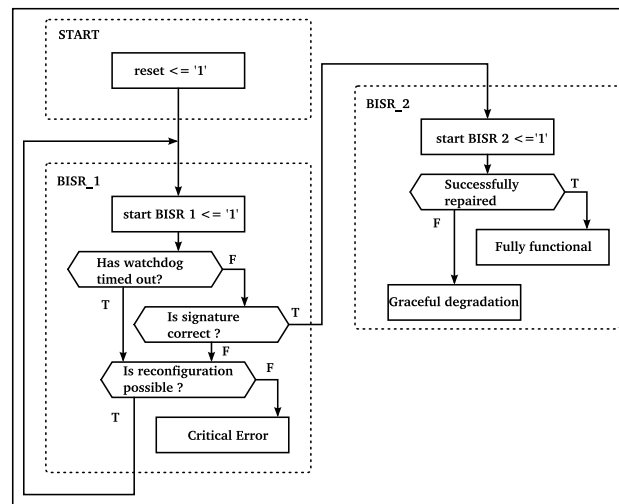 START
reset <= '1'
BISR_1
start BISR 1 <= '1'
Has watchdog
timed out?
F
T
Is signature
correct ?
T
F
Is reconfiguration
possible ?
F
T
Critical Error
BISR_2
start BISR 2 <='1'
Successfully
repaired
T
F
Fully functional
Graceful degradation